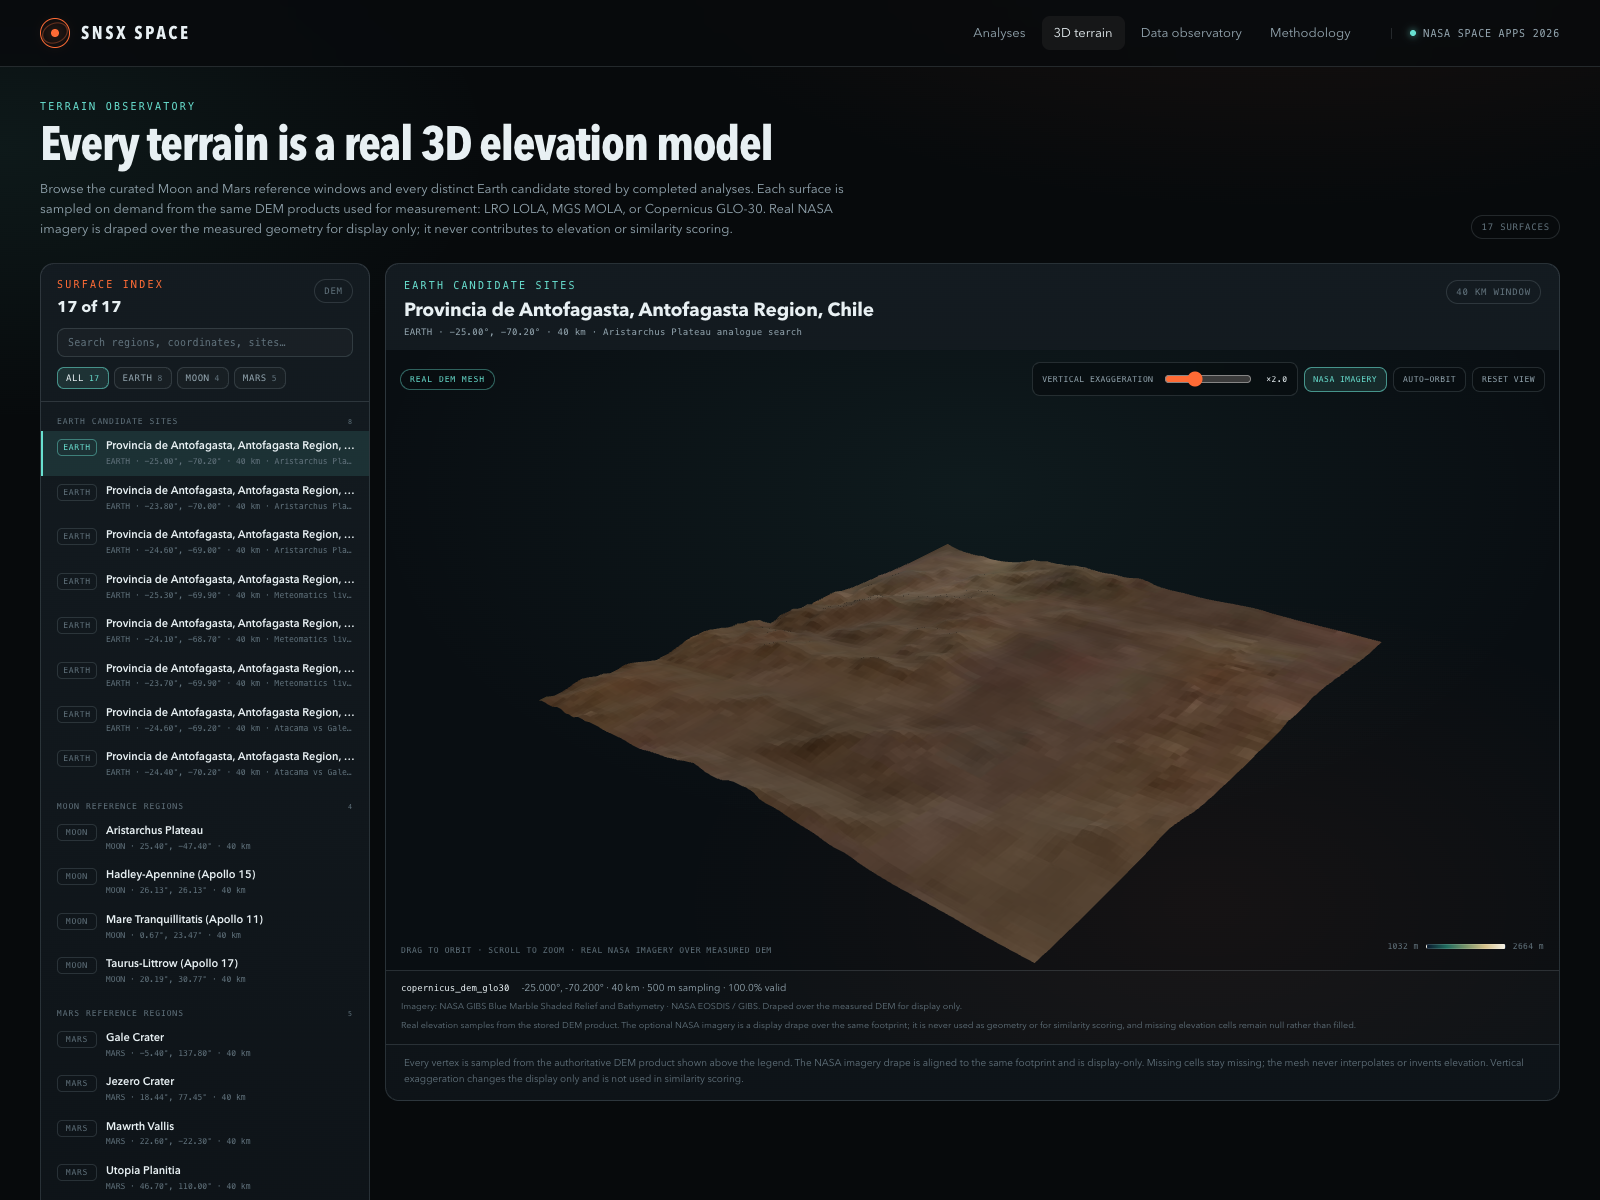 SNSX SPACE
Analyses
3D terrain
Data observatory
Methodology
NASA SPACE APPS 2026
TERRAIN OBSERVATORY
Every terrain is a real 3D elevation model
Browse the curated Moon and Mars reference windows and every distinct Earth candidate stored by completed analyses. Each surface is
sampled on demand from the same DEM products used for measurement: LRO LOLA, MGS MOLA, or Copernicus GLO-30. Real NASA
imagery is draped over the measured geometry for display only; it never contributes to elevation or similarity scoring.
17 SURFACES
SURFACE INDEX
17 of 17
DEM
Search regions, coordinates, sites…
ALL 17
EARTH 8
MOON 4
MARS 5
EARTH CANDIDATE SITES 8
EARTH
Provincia de Antofagasta, Antofagasta Region, …
EARTH · −25.00°, −70.20° · 40 km · Aristarchus Pla…
EARTH
Provincia de Antofagasta, Antofagasta Region, …
EARTH · −23.80°, −70.00° · 40 km · Aristarchus Pla…
EARTH
Provincia de Antofagasta, Antofagasta Region, …
EARTH · −24.60°, −69.00° · 40 km · Aristarchus Pla…
EARTH
Provincia de Antofagasta, Antofagasta Region, …
EARTH · −25.30°, −69.90° · 40 km · Meteomatics liv…
EARTH
Provincia de Antofagasta, Antofagasta Region, …
EARTH · −24.10°, −68.70° · 40 km · Meteomatics liv…
EARTH
Provincia de Antofagasta, Antofagasta Region, …
EARTH · −23.70°, −69.90° · 40 km · Meteomatics liv…
EARTH
Provincia de Antofagasta, Antofagasta Region, …
EARTH · −24.60°, −69.20° · 40 km · Atacama vs Gale…
EARTH
Provincia de Antofagasta, Antofagasta Region, …
EARTH · −24.40°, −70.20° · 40 km · Atacama vs Gale…
MOON REFERENCE REGIONS 4
MOON
Aristarchus Plateau
MOON · 25.40°, −47.40° · 40 km
MOON
Hadley-Apennine (Apollo 15)
MOON · 26.13°, 26.13° · 40 km
MOON
Mare Tranquillitatis (Apollo 11)
MOON · 0.67°, 23.47° · 40 km
MOON
Taurus-Littrow (Apollo 17)
MOON · 20.19°, 30.77° · 40 km
MARS REFERENCE REGIONS 5
MARS
Gale Crater
MARS · −5.40°, 137.80° · 40 km
MARS
Jezero Crater
MARS · 18.44°, 77.45° · 40 km
MARS
Mawrth Vallis
MARS · 22.60°, −22.30° · 40 km
MARS
Utopia Planitia
MARS · 46.70°, 110.00° · 40 km
EARTH CANDIDATE SITES
Provincia de Antofagasta, Antofagasta Region, Chile
EARTH · −25.00°, −70.20° · 40 km · Aristarchus Plateau analogue search
40 KM WINDOW
REAL DEM MESH
VERTICAL EXAGGERATION ×2.0
NASA IMAGERY
AUTO-ORBIT
RESET VIEW
DRAG TO ORBIT · SCROLL TO ZOOM · REAL NASA IMAGERY OVER MEASURED DEM
1032 m 2664 m
copernicus_dem_glo30 -25.000°, -70.200° · 40 km · 500 m sampling · 100.0% valid
Imagery: NASA GIBS Blue Marble Shaded Relief and Bathymetry · NASA EOSDIS / GIBS. Draped over the measured DEM for display only.
Real elevation samples from the stored DEM product. The optional NASA imagery is a display drape over the same footprint; it is never used as geometry or for similarity scoring, and missing elevation cells remain null rather than filled.
Every vertex is sampled from the authoritative DEM product shown above the legend. The NASA imagery drape is aligned to the same footprint and is display-only. Missing cells stay missing; the mesh never interpolates or invents elevation. Vertical
exaggeration changes the display only and is not used in similarity scoring.